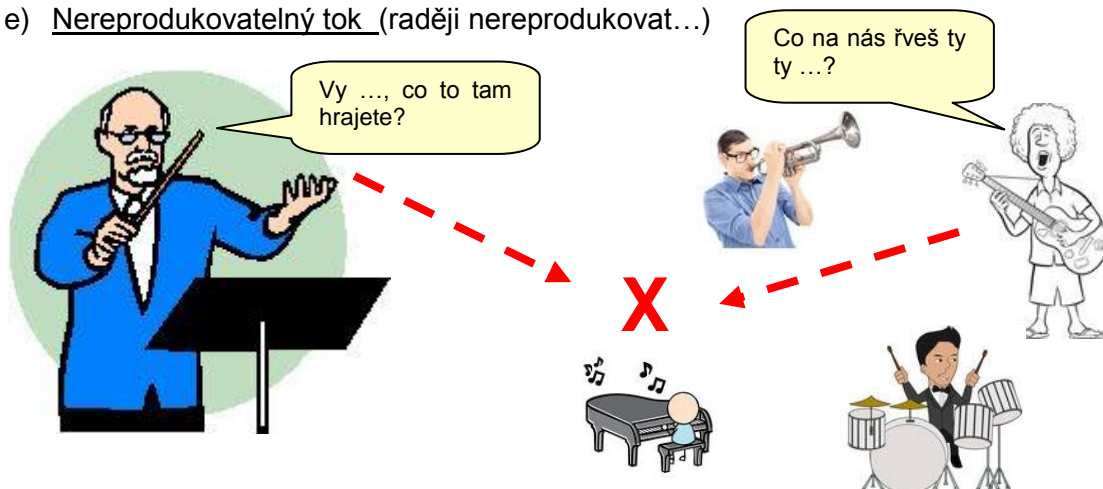 e) Nereprodukovatelný tok (raději nereprodukovat…)
Co na nás řveš ty
ty …?
Vy …, co to tam
hrajete?
X